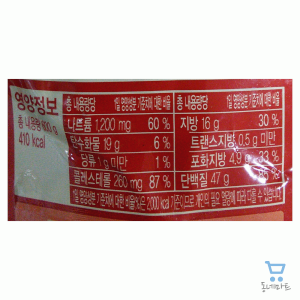 영양정보
총 내용량 400 g
410 kcal
총 내용량당 1일 영양성분 기준치에 대한 비율
나트륨 1,200 mg 60 %
탄수화물 19 g 6 %
당류 1 g 미만 1 %
콜레스테롤 260 mg 87 %
총 내용량당 1일 영양성분 기준치에 대한 비율
지방 16 g 30 %
트랜스지방 0.5 g 미만
포화지방 4.9 g 33 %
단백질 47 g
1일 영양성분 기준치에 대한 비율(%)은 2,000 kcal 기준이므로 개인의 필요 열량에 따라 다를 수 있습니다.